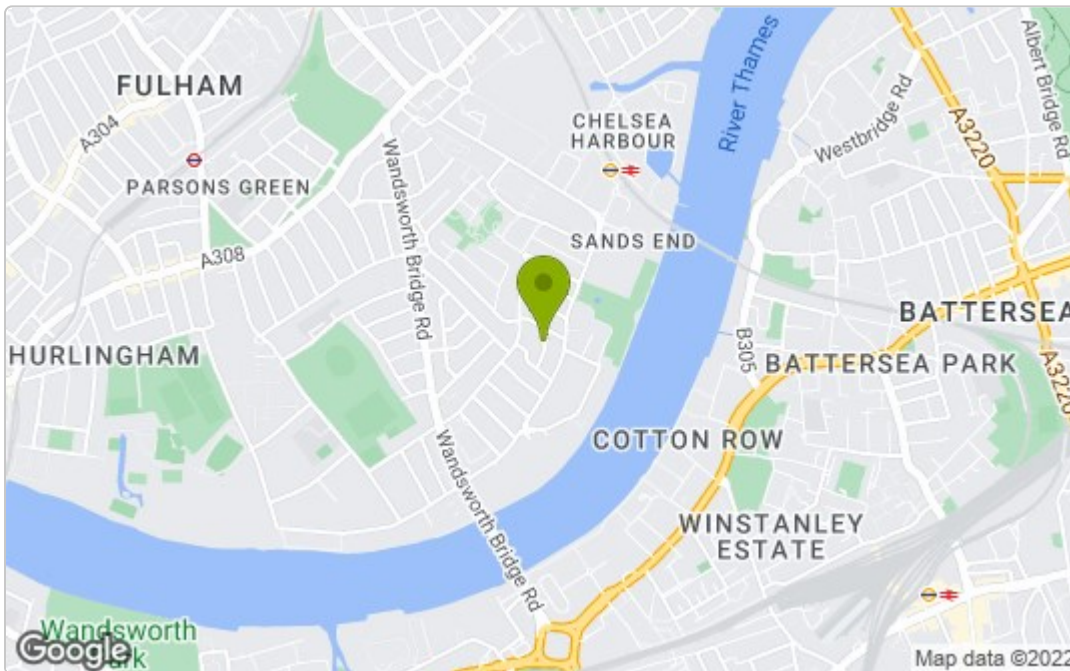 FULHAM
A304
PARSONS GREEN
A308
HURLINGHAM
Wandsworth Bridge Rd
CHELSEA
HARBOUR
SANDS END
River Thames
Westbridge Rd
A3220
Albert Bridge Rd
B305
BATTERSEA
BATTERSEA PARK
A3220
COTTON ROW
WINSTANLEY
ESTATE
Wandsworth Bridge Rd
Wandsworth
Park
Google
Map data ©2022